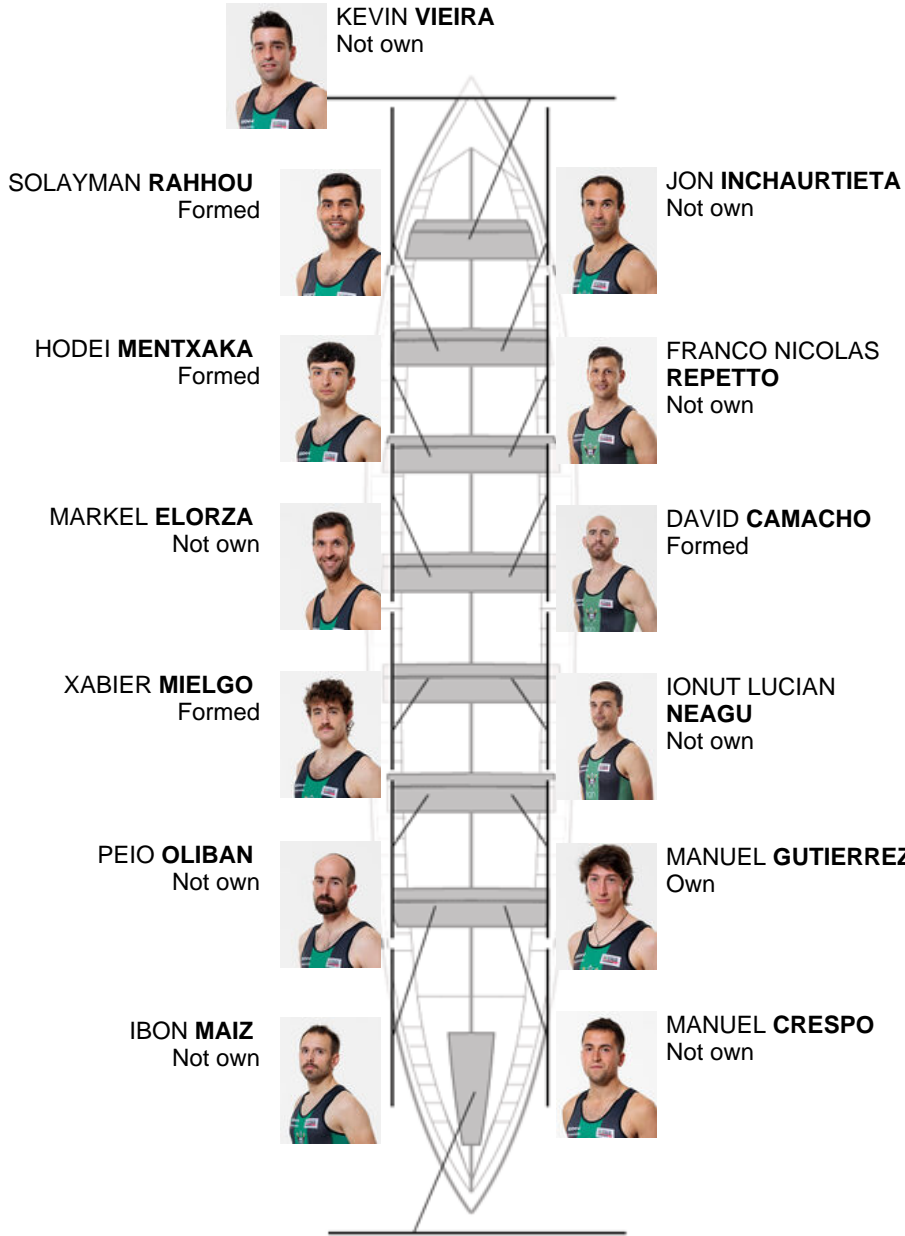 KEVIN VIEIRA
Not own
SOLAYMAN RAHHOU
Formed
JON INCHAURTIETA
Not own
HODEI MENTXAKA
Formed
FRANCO NICOLAS
REPETTO
Not own
MARKEL ELORZA
Not own
DAVID CAMACHO
Formed
XABIER MIELGO
Formed
IONUT LUCIAN
NEAGU
Not own
PEIO OLIBAN
Not own
MANUEL GUTIERREZ
Own
IBON MAIZ
Not own
MANUEL CRESPO
Not own